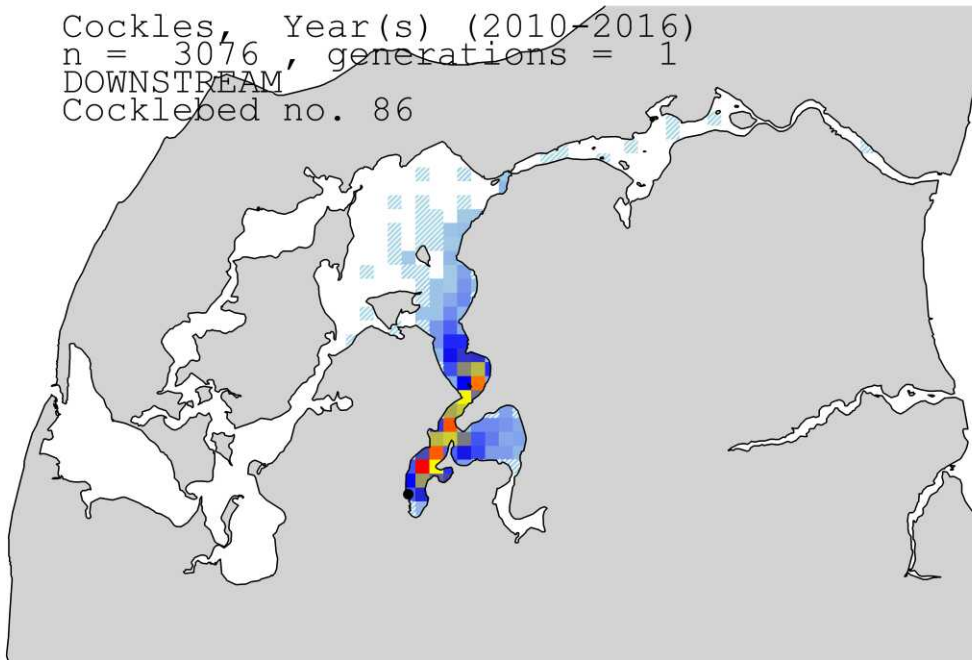 Cockles, Year(s) (2010-2016)
n = 3076 , generations = 1
DOWNSTREAM
Cocklebed no. 86